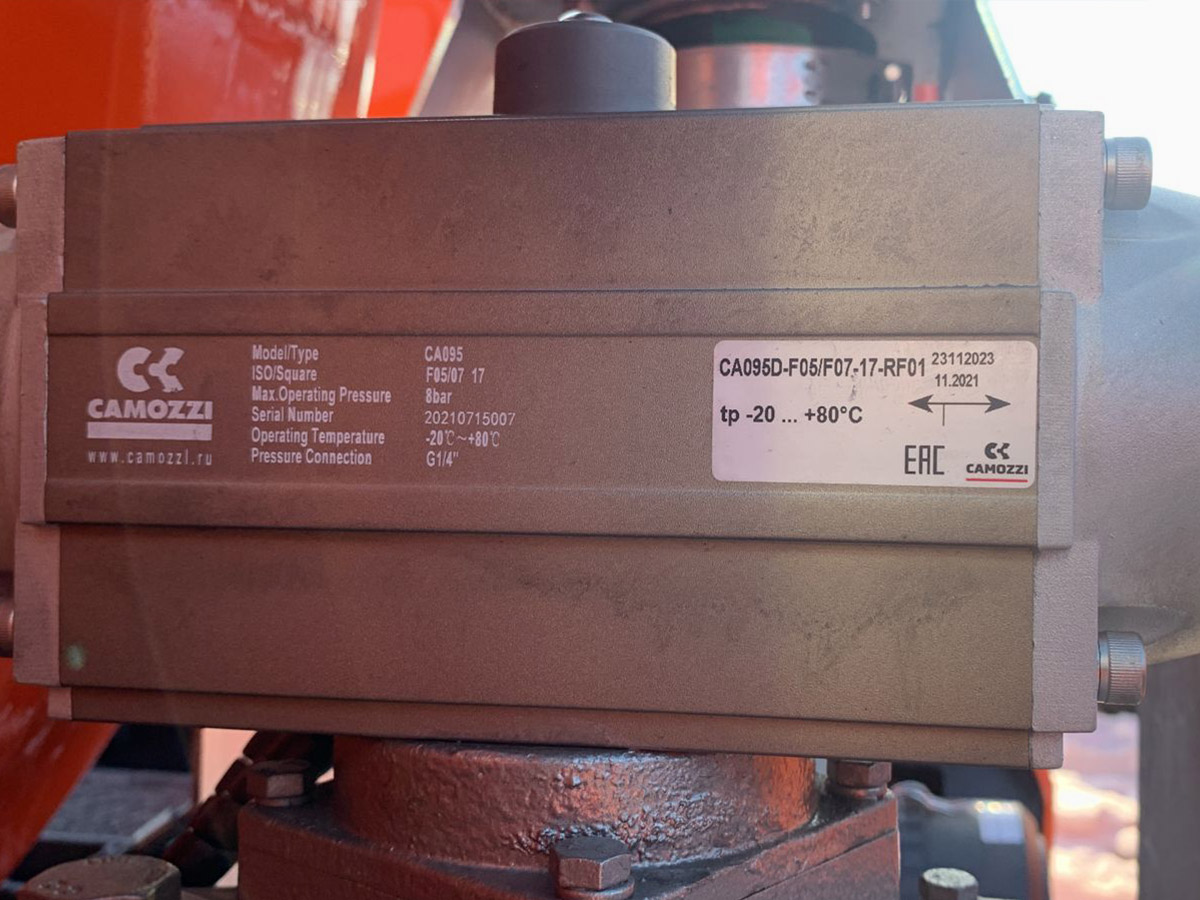 CAMOZZI
www.camozzi.ru
Model/Type CA095
ISO/Square F05/07 17
Max.Operating Pressure 8bar
Serial Number 20210715007
Operating Temperature -20℃~+80℃
Pressure Connection G1/4"
CA095D-F05/F07-17-RF01 23112023
11.2021
tp -20 ... +80°C
EAC
CAMOZZI